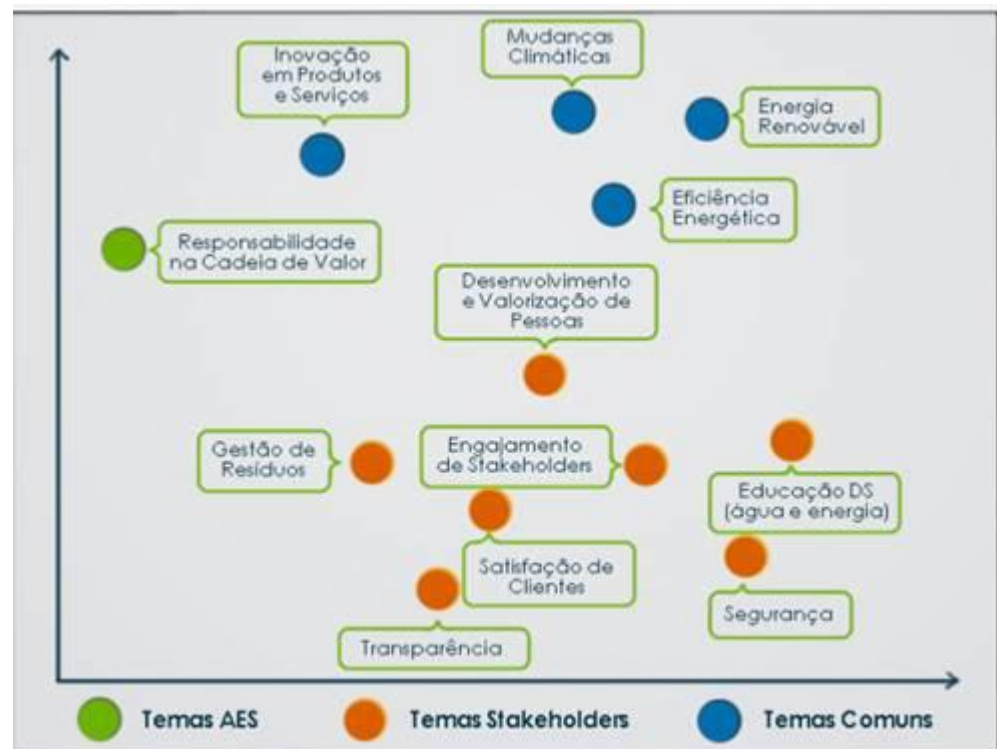 Mudanças
Climáticas
Inovação
em Produtos
e Serviços
Energia
Renovável
Eficiência
Energética
Responsabilidade
na Cadeia de Valor
Desenvolvimento
e Valorização de
Pessoas
Gestão de
Resíduos
Engajamento
de Stakeholders
Educação DS
(água e energia)
Satisfação de
Clientes
Segurança
Transparência
Temas AES
Temas Stakeholders
Temas Comuns